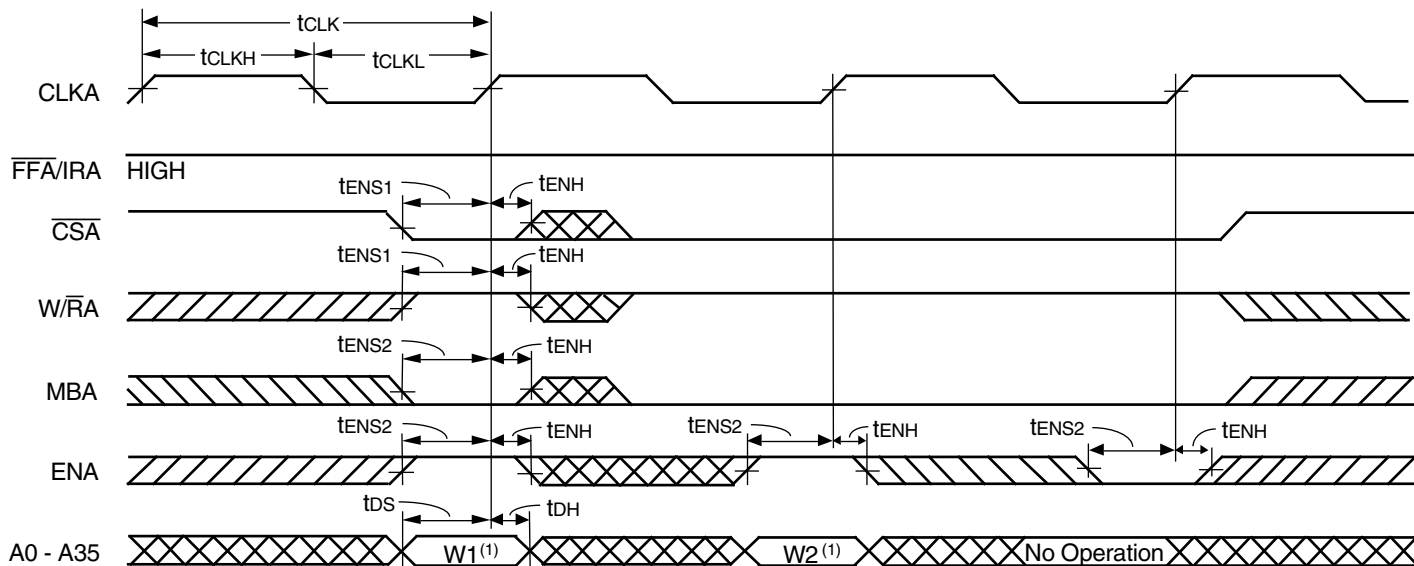 tCLK
tCLKH tCLKL
CLKA
FFA/IRA HIGH
tENS1 tENH
CSA
tENS1 tENH
W/RA
tENS2 tENH
MBA
tENS2 tENH tENS2 tENH tENS2 tENH
ENA
tDS tDH
A0 - A35 W1(1) W2(1) No Operation